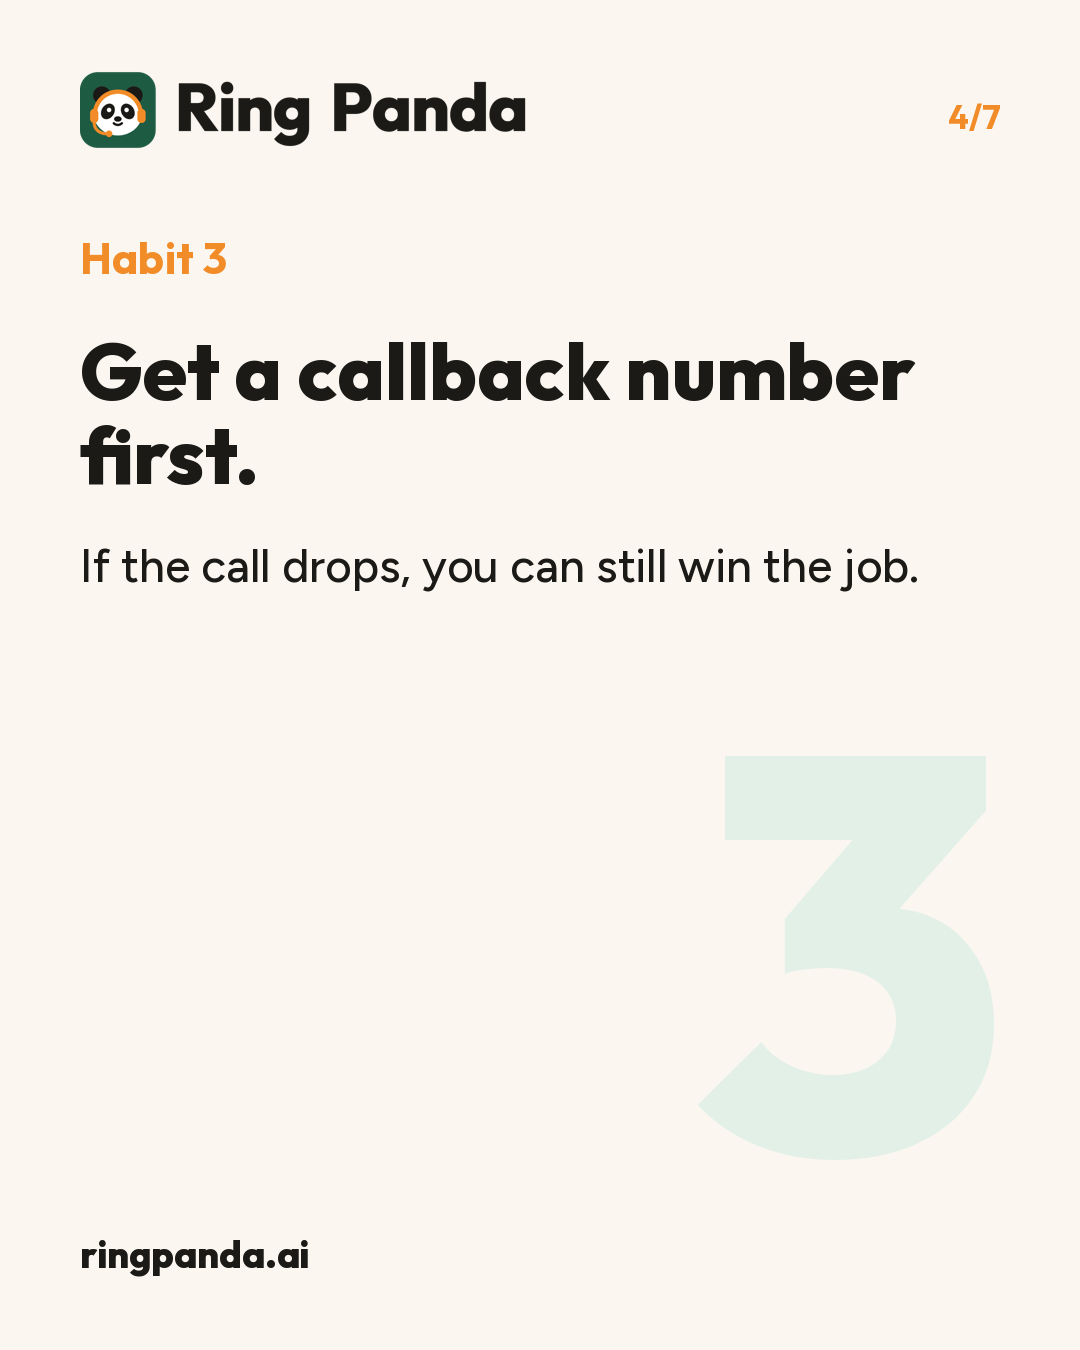 Ring Panda
4/7
Habit 3
Get a callback number
first.
If the call drops, you can still win the job.
3
ringpanda.ai